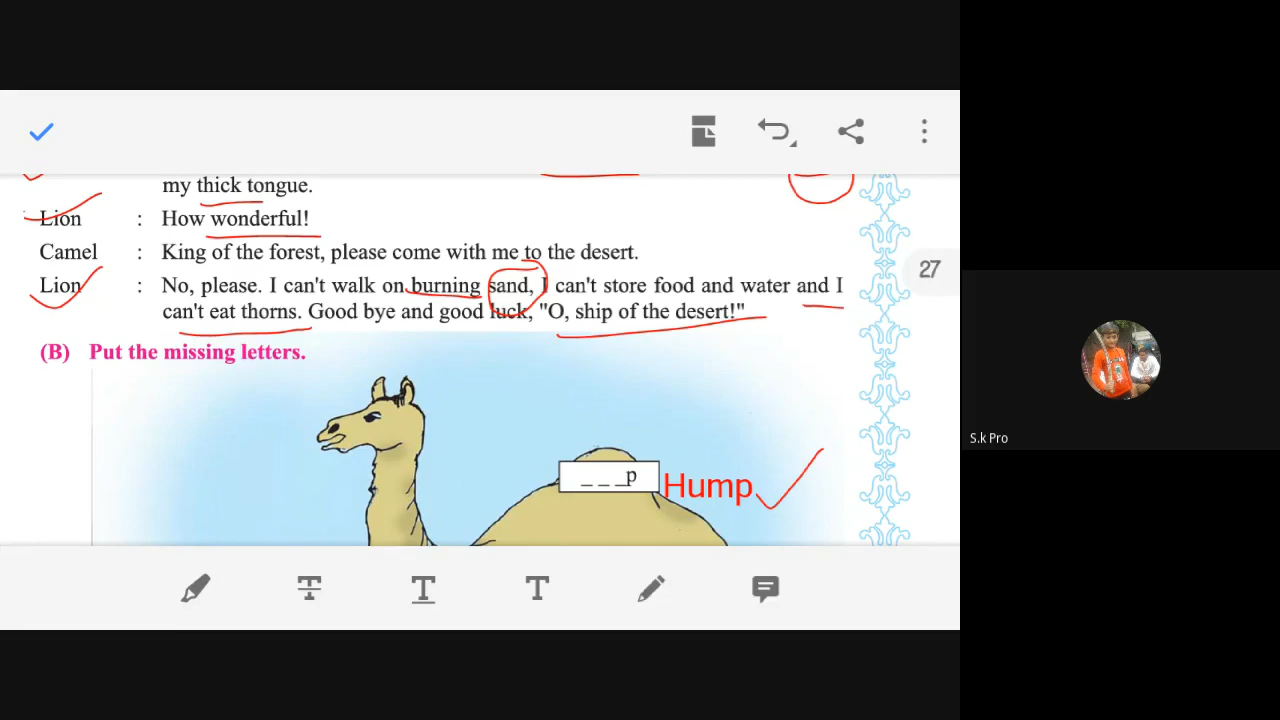 my thick tongue.
Lion : How wonderful!
Camel : King of the forest, please come with me to the desert.
27
Lion : No, please. I can't walk on burning sand, I can't store food and water and I
can't eat thorns. Good bye and good luck, "O, ship of the desert!"
(B) Put the missing letters.
S.k Pro
_ _ _p Hump